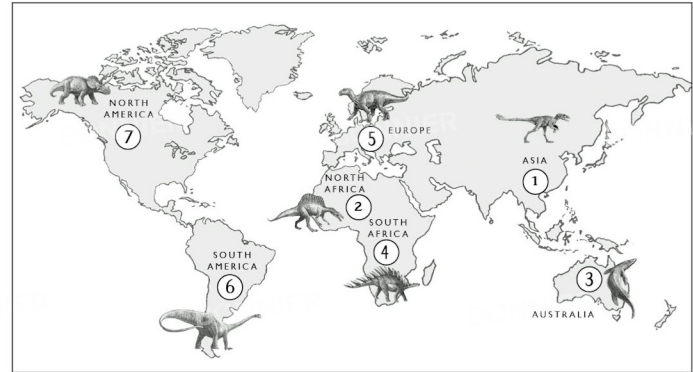 NORTH
AMERICA
7
5
EUROPE
ASIA
1
NORTH
AFRICA
2
SOUTH
AFRICA
4
SOUTH
AMERICA
6
3
AUSTRALIA